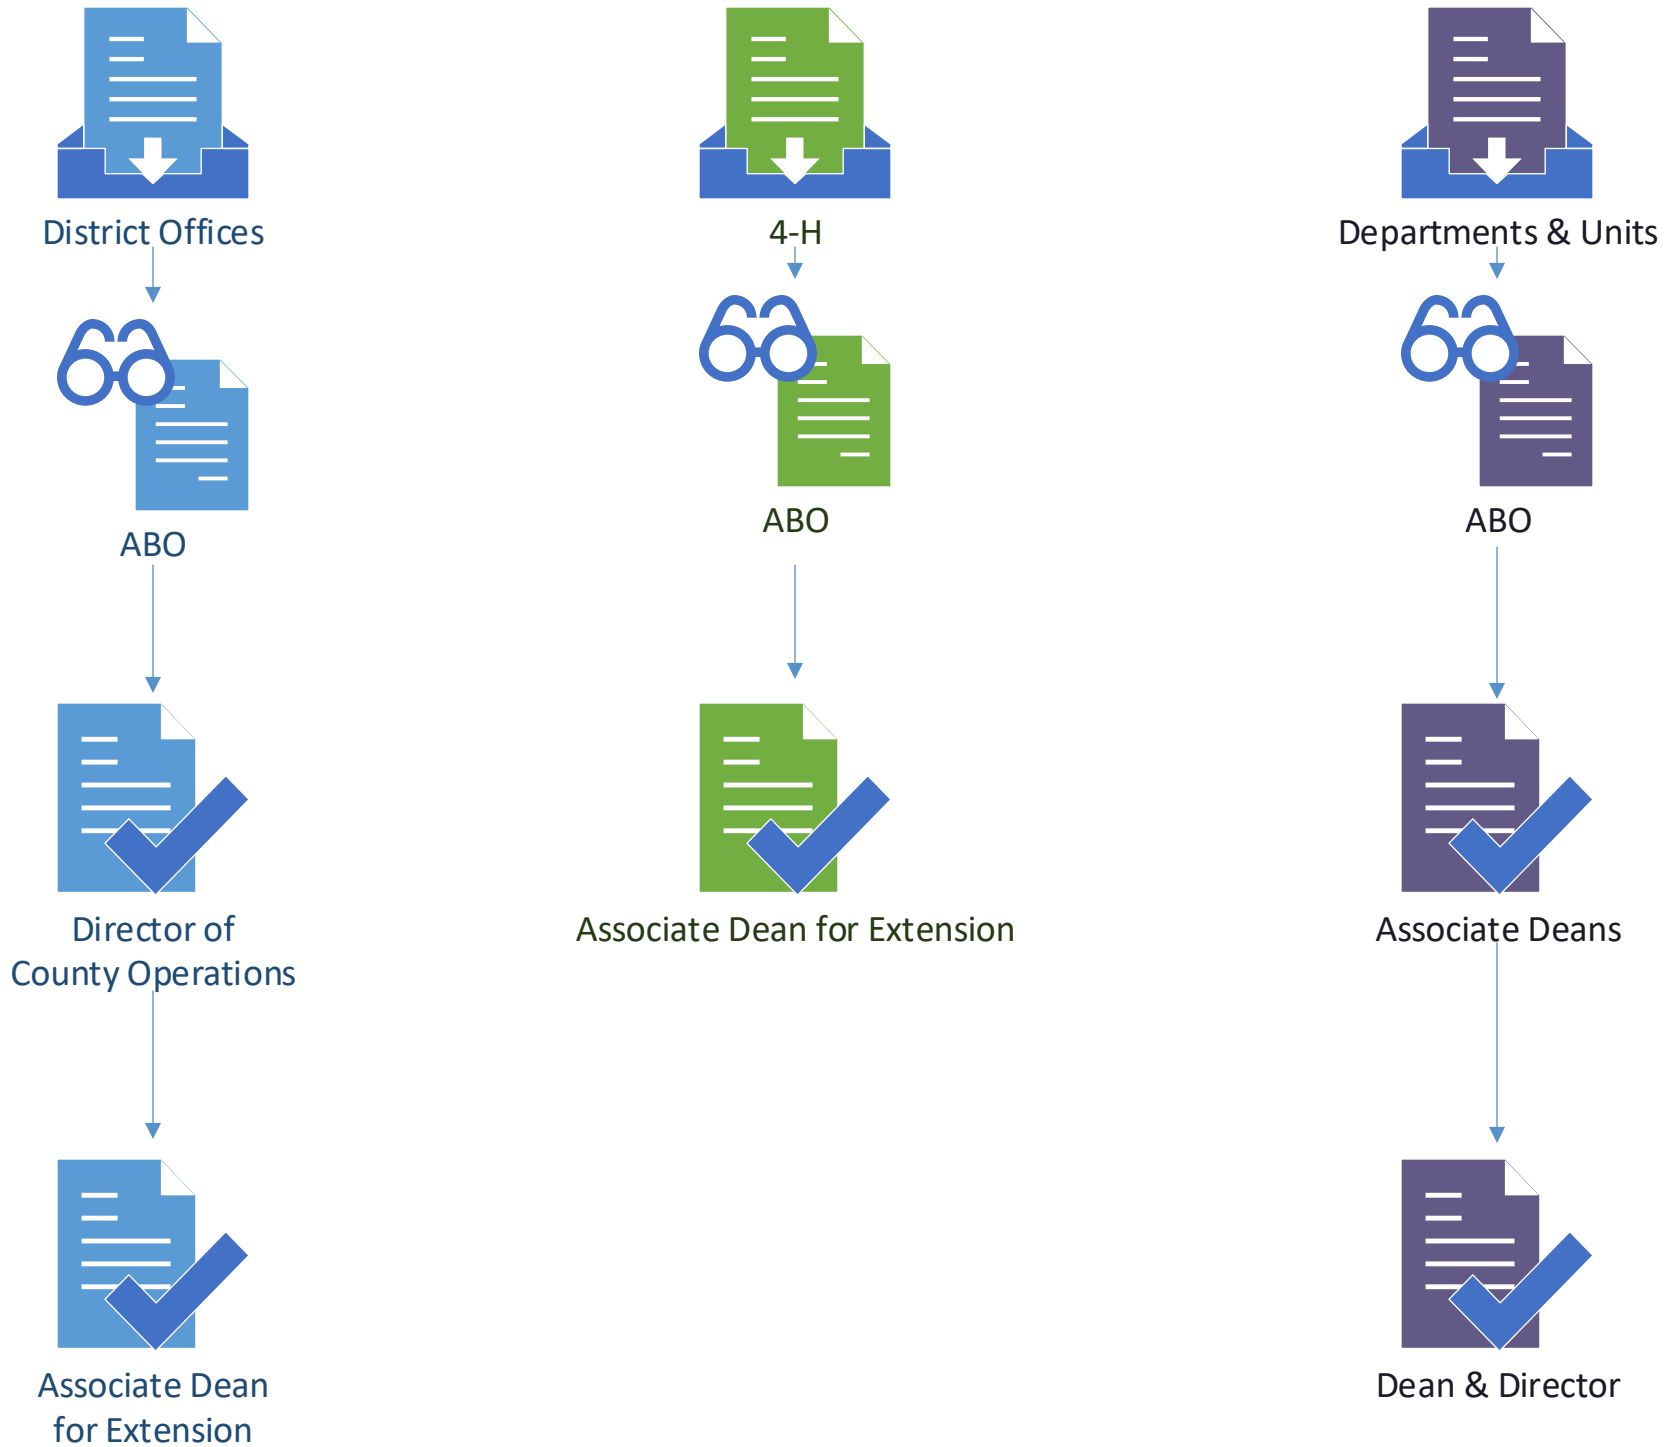 District Offices
4-H
Departments & Units
ABO
ABO
ABO
Director of
County Operations
Associate Dean for Extension
Associate Deans
Associate Dean
for Extension
Dean & Director